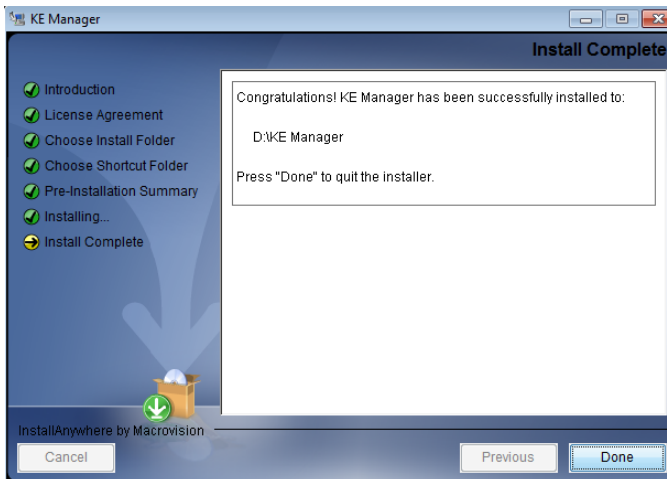 KE Manager
Install Complete
Introduction
License Agreement
Choose Install Folder
Choose Shortcut Folder
Pre-Installation Summary
Installing...
Install Complete
Congratulations! KE Manager has been successfully installed to:
D:\KE Manager
Press "Done" to quit the installer.
InstallAnywhere by Macrovision
Cancel
Previous
Done